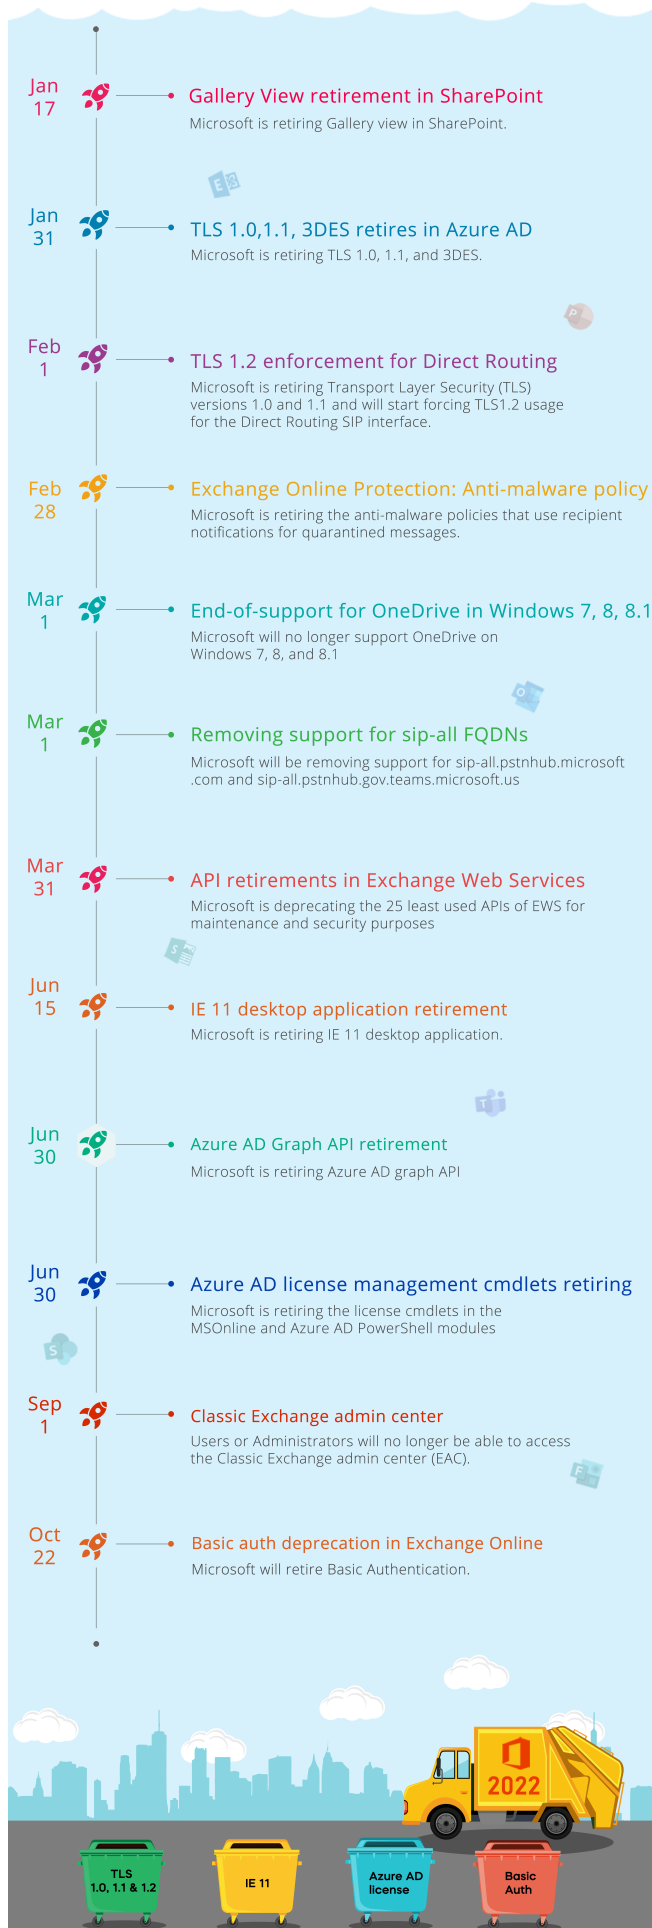 Jan
17
Gallery View retirement in SharePoint
Microsoft is retiring Gallery view in SharePoint.
E
Jan
31
TLS 1.0,1.1, 3DES retires in Azure AD
Microsoft is retiring TLS 1.0, 1.1, and 3DES.
P
Feb
1
TLS 1.2 enforcement for Direct Routing
Microsoft is retiring Transport Layer Security (TLS)
versions 1.0 and 1.1 and will start forcing TLS1.2 usage
for the Direct Routing SIP interface.
Feb
28
Exchange Online Protection: Anti-malware policy
Microsoft is retiring the anti-malware policies that use recipient
notifications for quarantined messages.
Mar
1
End-of-support for OneDrive in Windows 7, 8, 8.1
Microsoft will no longer support OneDrive on
Windows 7, 8, and 8.1
O
Mar
1
Removing support for sip-all FQDNs
Microsoft will be removing support for sip-all.pstnhub.microsoft
.com and sip-all.pstnhub.gov.teams.microsoft.us
Mar
31
API retirements in Exchange Web Services
Microsoft is deprecating the 25 least used APIs of EWS for
maintenance and security purposes
S
Jun
15
IE 11 desktop application retirement
Microsoft is retiring IE 11 desktop application.
T
Jun
30
Azure AD Graph API retirement
Microsoft is retiring Azure AD graph API
Jun
30
Azure AD license management cmdlets retiring
Microsoft is retiring the license cmdlets in the
MSOnline and Azure AD PowerShell modules
S
Sep
1
Classic Exchange admin center
Users or Administrators will no longer be able to access
the Classic Exchange admin center (EAC).
F
Oct
22
Basic auth deprecation in Exchange Online
Microsoft will retire Basic Authentication.
2022
TLS
1.0, 1.1 & 1.2
IE 11
Azure AD
license
Basic
Auth